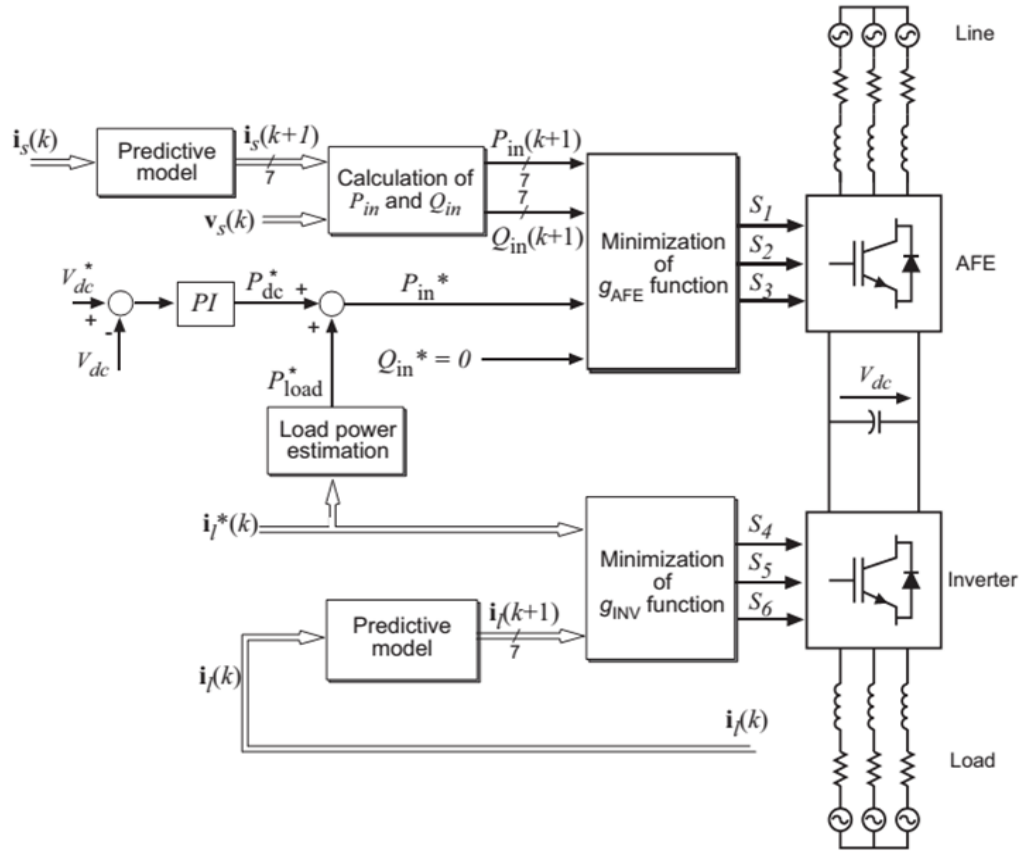 Line
i_s(k)
Predictive
model
i_s(k+1)
7
v_s(k)
Calculation of
P_in and Q_in
P_in(k+1)
7
7
Q_in(k+1)
Minimization
of
g_AFE function
S_1
S_2
S_3
AFE
V_dc^*
+
-
V_dc
PI
P_dc^*
+
+
P_in*
Q_in* = 0
P_load^*
Load power
estimation
V_dc
i_l*(k)
Minimization
of
g_INV function
S_4
S_5
S_6
Inverter
Predictive
model
i_l(k+1)
7
i_l(k)
i_l(k)
Load